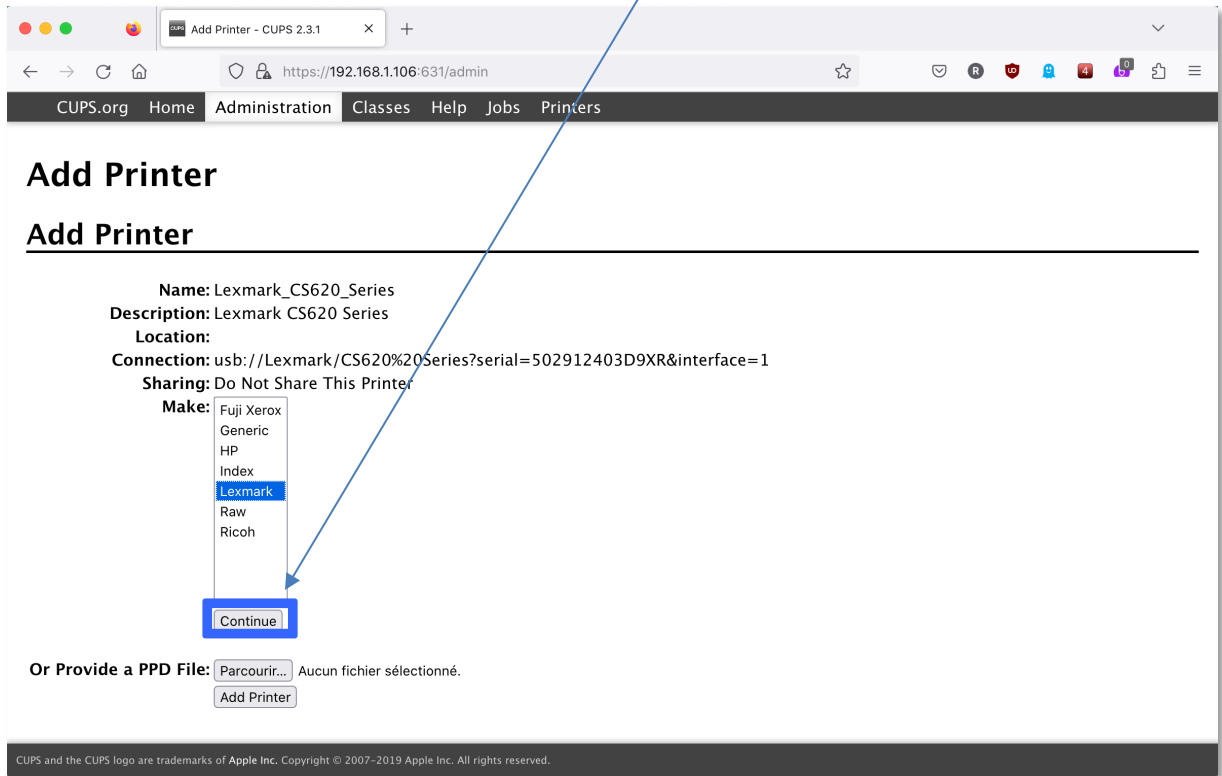 CUPS Add Printer - CUPS 2.3.1
https://192.168.1.106:631/admin
R 4 0
CUPS.org Home Administration Classes Help Jobs Printers
Add Printer
Add Printer
Name: Lexmark_CS620_Series
Description: Lexmark CS620 Series
Location:
Connection: usb://Lexmark/CS620%20Series?serial=502912403D9XR&interface=1
Sharing: Do Not Share This Printer
Make:
Fuji Xerox
Generic
HP
Index
Lexmark
Raw
Ricoh
Continue
Or Provide a PPD File: Parcourir... Aucun fichier sélectionné.
Add Printer
CUPS and the CUPS logo are trademarks of Apple Inc. Copyright © 2007-2019 Apple Inc. All rights reserved.